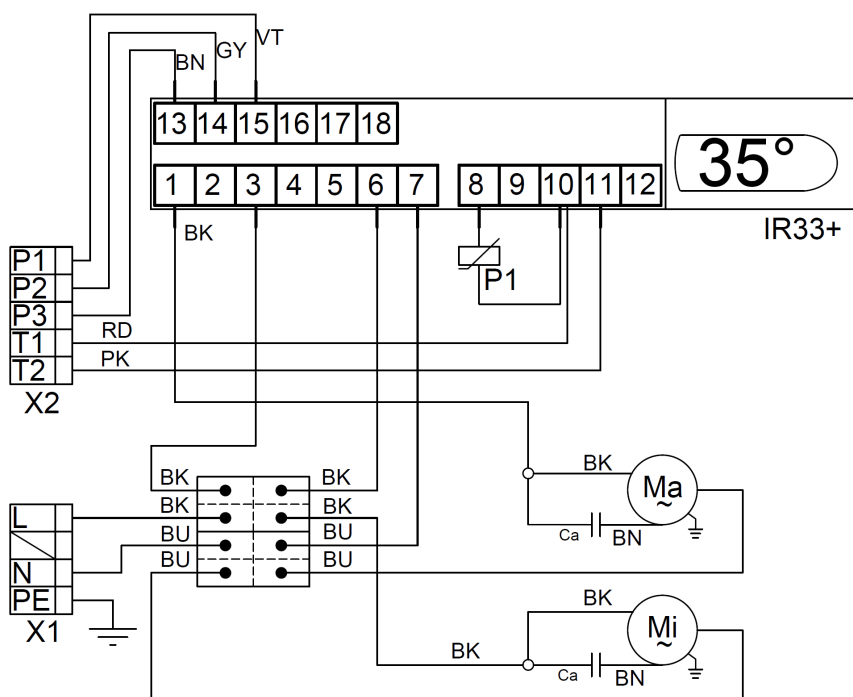 BN GY VT
13 14 15 16 17 18
35°
1 2 3 4 5 6 7 8 9 10 11 12
BK
IR33+
P1
P2
P3
T1
T2
X2
P1
RD
PK
BK BK
BK BK
BU BU
BU BU
L
N
PE
X1
BK
Ma
~
Ca
BN
BK
BK
Mi
~
Ca
BN